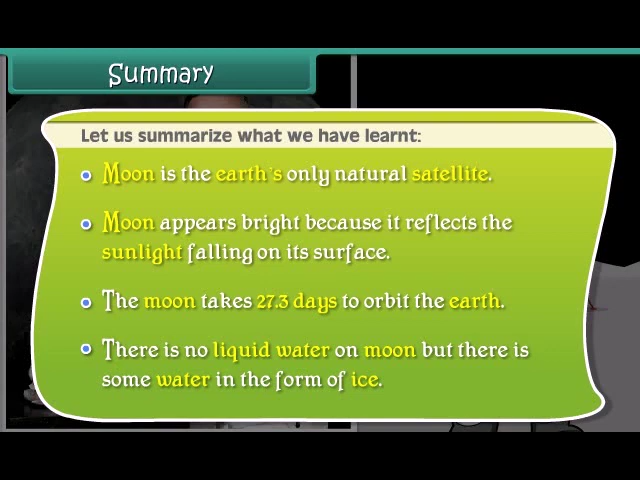 Summary
Let us summarize what we have learnt:
Moon is the earth's only natural satellite.
Moon appears bright because it reflects the
sunlight falling on its surface.
The moon takes 27.3 days to orbit the earth.
There is no liquid water on moon but there is
some water in the form of ice.